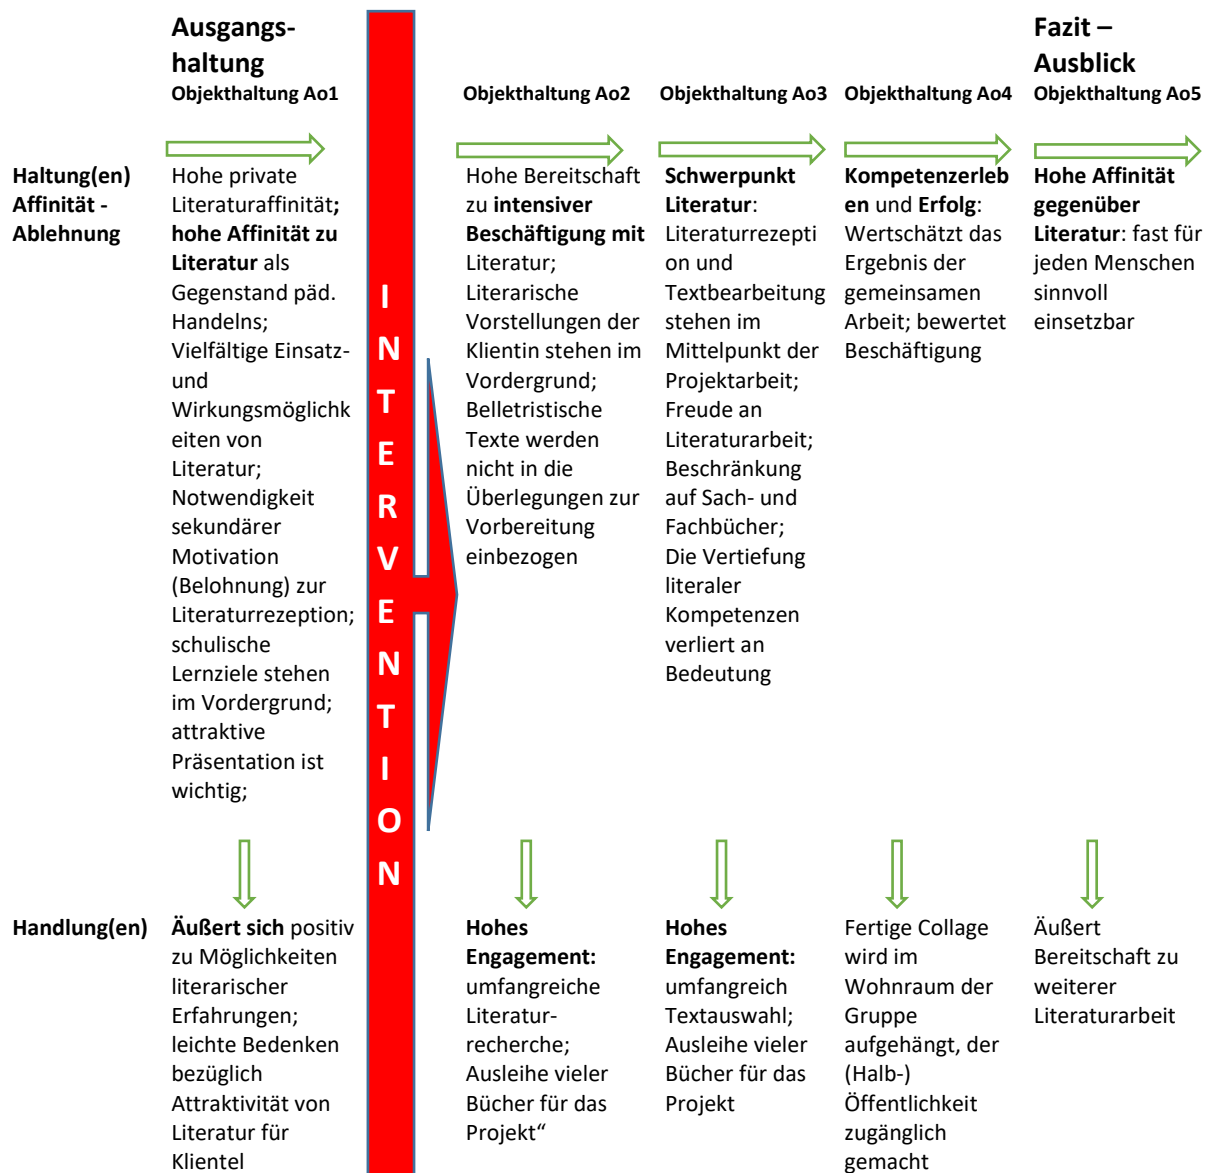 Ausgangs-
haltung
Objekthaltung Ao1
Objekthaltung Ao2
Objekthaltung Ao3
Objekthaltung Ao4
Fazit –
Ausblick
Objekthaltung Ao5
Haltung(en)
Affinität -
Ablehnung
Hohe private
Literaturaffinität;
hohe Affinität zu
Literatur als
Gegenstand päd.
Handelns;
Vielfältige Einsatz-
und
Wirkungsmöglichk
eiten von
Literatur;
Notwendigkeit
sekundärer
Motivation
(Belohnung) zur
Literaturrezeption;
schulische
Lernziele stehen
im Vordergrund;
attraktive
Präsentation ist
wichtig;
I
N
T
E
R
V
E
N
T
I
O
N
Hohe Bereitschaft
zu intensiver
Beschäftigung mit
Literatur;
Literarische
Vorstellungen der
Klientin stehen im
Vordergrund;
Belletristische
Texte werden
nicht in die
Überlegungen zur
Vorbereitung
einbezogen
Schwerpunkt
Literatur:
Literaturrezepti
on und
Textbearbeitung
stehen im
Mittelpunkt der
Projektarbeit;
Freude an
Literaturarbeit;
Beschränkung
auf Sach- und
Fachbücher;
Die Vertiefung
literaler
Kompetenzen
verliert an
Bedeutung
Kompetenzerleb
en und Erfolg:
Wertschätzt das
Ergebnis der
gemeinsamen
Arbeit; bewertet
Beschäftigung
Hohe Affinität
gegenüber
Literatur: fast für
jeden Menschen
sinnvoll
einsetzbar
Handlung(en)
Äußert sich positiv
zu Möglichkeiten
literarischer
Erfahrungen;
leichte Bedenken
bezüglich
Attraktivität von
Literatur für
Klientel
Hohes
Engagement:
umfangreiche
Literatur-
recherche;
Ausleihe vieler
Bücher für das
Projekt“
Hohes
Engagement:
umfangreich
Textauswahl;
Ausleihe vieler
Bücher für das
Projekt
Fertige Collage
wird im
Wohnraum der
Gruppe
aufgehängt, der
(Halb-)
Öffentlichkeit
zugänglich
gemacht
Äußert
Bereitschaft zu
weiterer
Literaturarbeit